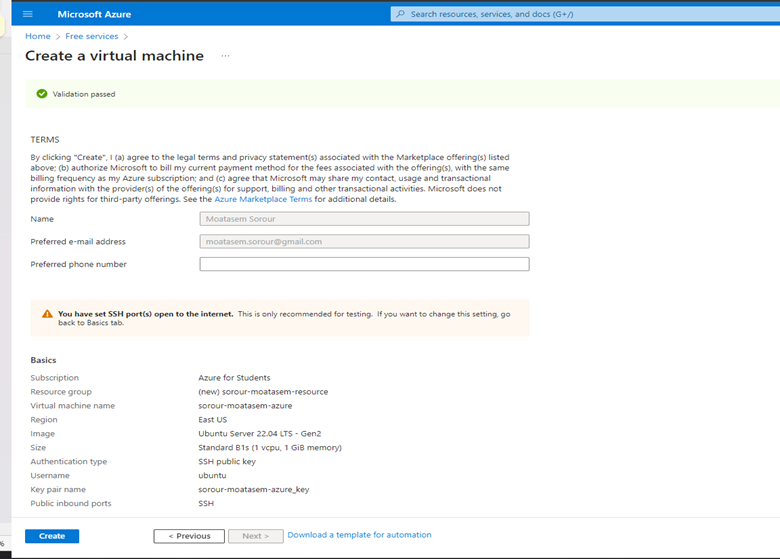 Microsoft Azure
Search resources, services, and docs (G+/)
Home > Free services >
Create a virtual machine ...
Validation passed
TERMS
By clicking "Create", I (a) agree to the legal terms and privacy statement(s) associated with the Marketplace offering(s) listed
above; (b) authorize Microsoft to bill my current payment method for the fees associated with the offering(s), with the same
billing frequency as my Azure subscription; and (c) agree that Microsoft may share my contact, usage and transactional
information with the provider(s) of the offering(s) for support, billing and other transactional activities. Microsoft does not
provide rights for third-party offerings. See the Azure Marketplace Terms for additional details.
Name Moatasem Sorour
Preferred e-mail address moatasem.sorour@gmail.com
Preferred phone number
You have set SSH port(s) open to the internet. This is only recommended for testing. If you want to change this setting, go
back to Basics tab.
Basics
Subscription Azure for Students
Resource group (new) sorour-moatasem-resource
Virtual machine name sorour-moatasem-azure
Region East US
Image Ubuntu Server 22.04 LTS - Gen2
Size Standard B1s (1 vcpu, 1 GiB memory)
Authentication type SSH public key
Username ubuntu
Key pair name sorour-moatasem-azure_key
Public inbound ports SSH
%
Create < Previous Next > Download a template for automation